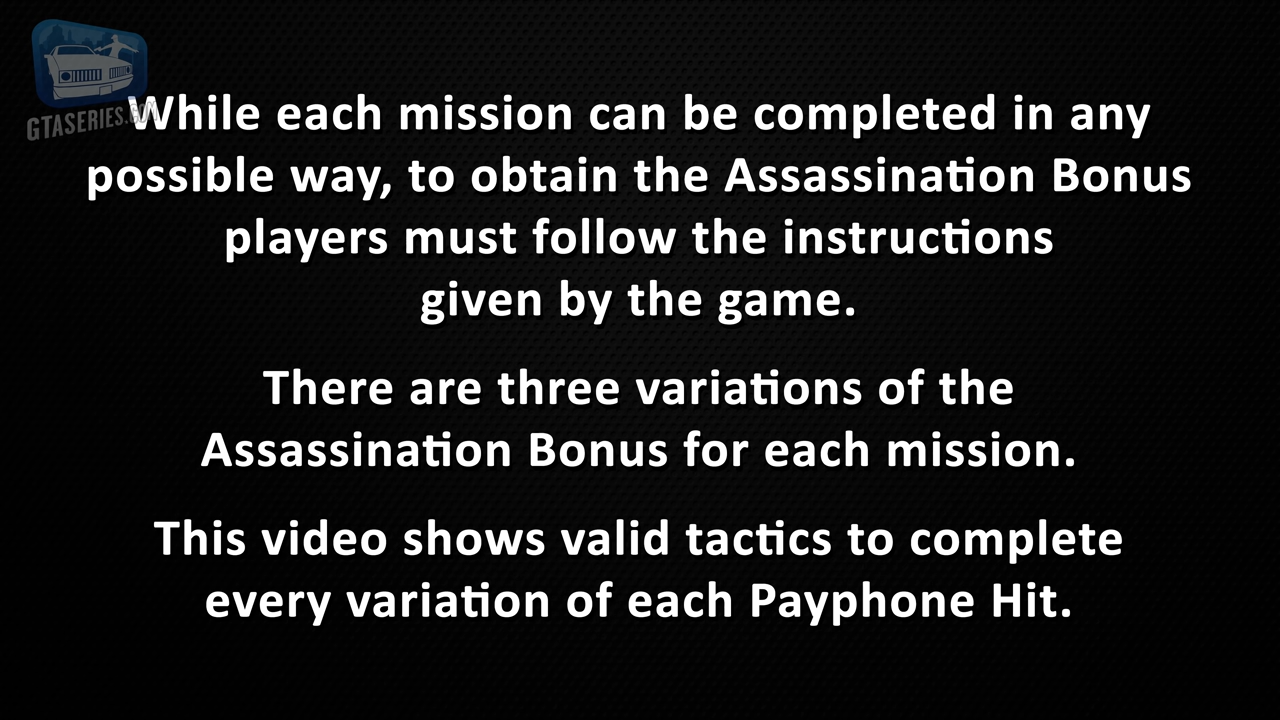 GTASERIES.COM
While each mission can be completed in any
possible way, to obtain the Assassination Bonus
players must follow the instructions
given by the game.
There are three variations of the
Assassination Bonus for each mission.
This video shows valid tactics to complete
every variation of each Payphone Hit.